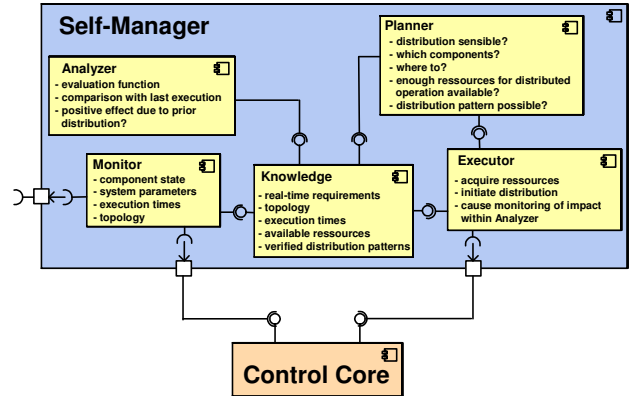 Self-Manager
Analyzer
- evaluation function
- comparison with last execution
- positive effect due to prior
distribution?
Planner
- distribution sensible?
- which components?
- where to?
- enough ressources for distributed
operation available?
- distribution pattern possible?
Monitor
- component state
- system parameters
- execution times
- topology
Knowledge
- real-time requirements
- topology
- execution times
- available ressources
- verified distribution patterns
Executor
- acquire ressources
- initiate distribution
- cause monitoring of impact
within Analyzer
Control Core